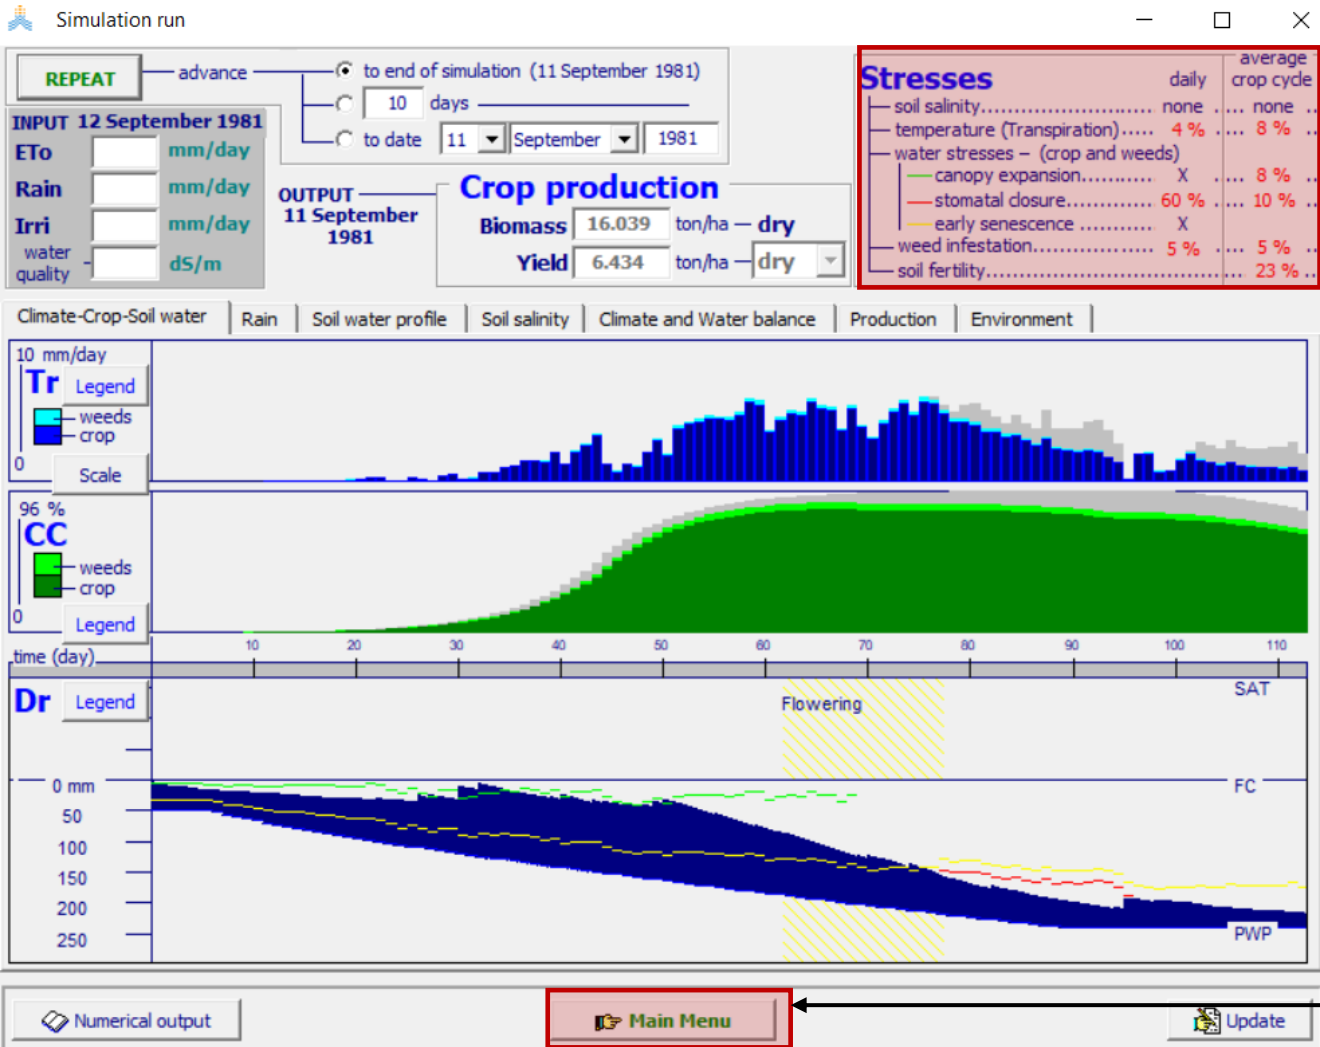 Simulation run
REPEAT
advance
to end of simulation (11 September 1981)
10 days
to date 11 September 1981
INPUT 12 September 1981
ETo mm/day
Rain mm/day
Irri mm/day
water quality dS/m
OUTPUT
11 September
1981
Crop production
Biomass 16.039 ton/ha dry
Yield 6.434 ton/ha dry
Stresses daily average crop cycle
soil salinity............................ none .... none ..
temperature (Transpiration)..... 4 % .... 8 % ..
water stresses - (crop and weeds)
canopy expansion............. X .... 8 % ..
stomatal closure............... 60 % .... 10 % ..
early senescence ............. X
weed infestation...................... 5 % .... 5 % ..
soil fertility....................................... 23 % ..
Climate-Crop-Soil water
Rain
Soil water profile
Soil salinity
Climate and Water balance
Production
Environment
10 mm/day
Tr
Legend
weeds
crop
0
Scale
96 %
CC
weeds
crop
0
Legend
time (day)
10 20 30 40 50 60 70 80 90 100 110
Dr
Legend
Flowering
SAT
0 mm
FC
50
100
150
200
PWP
250
Numerical output
Main Menu
Update